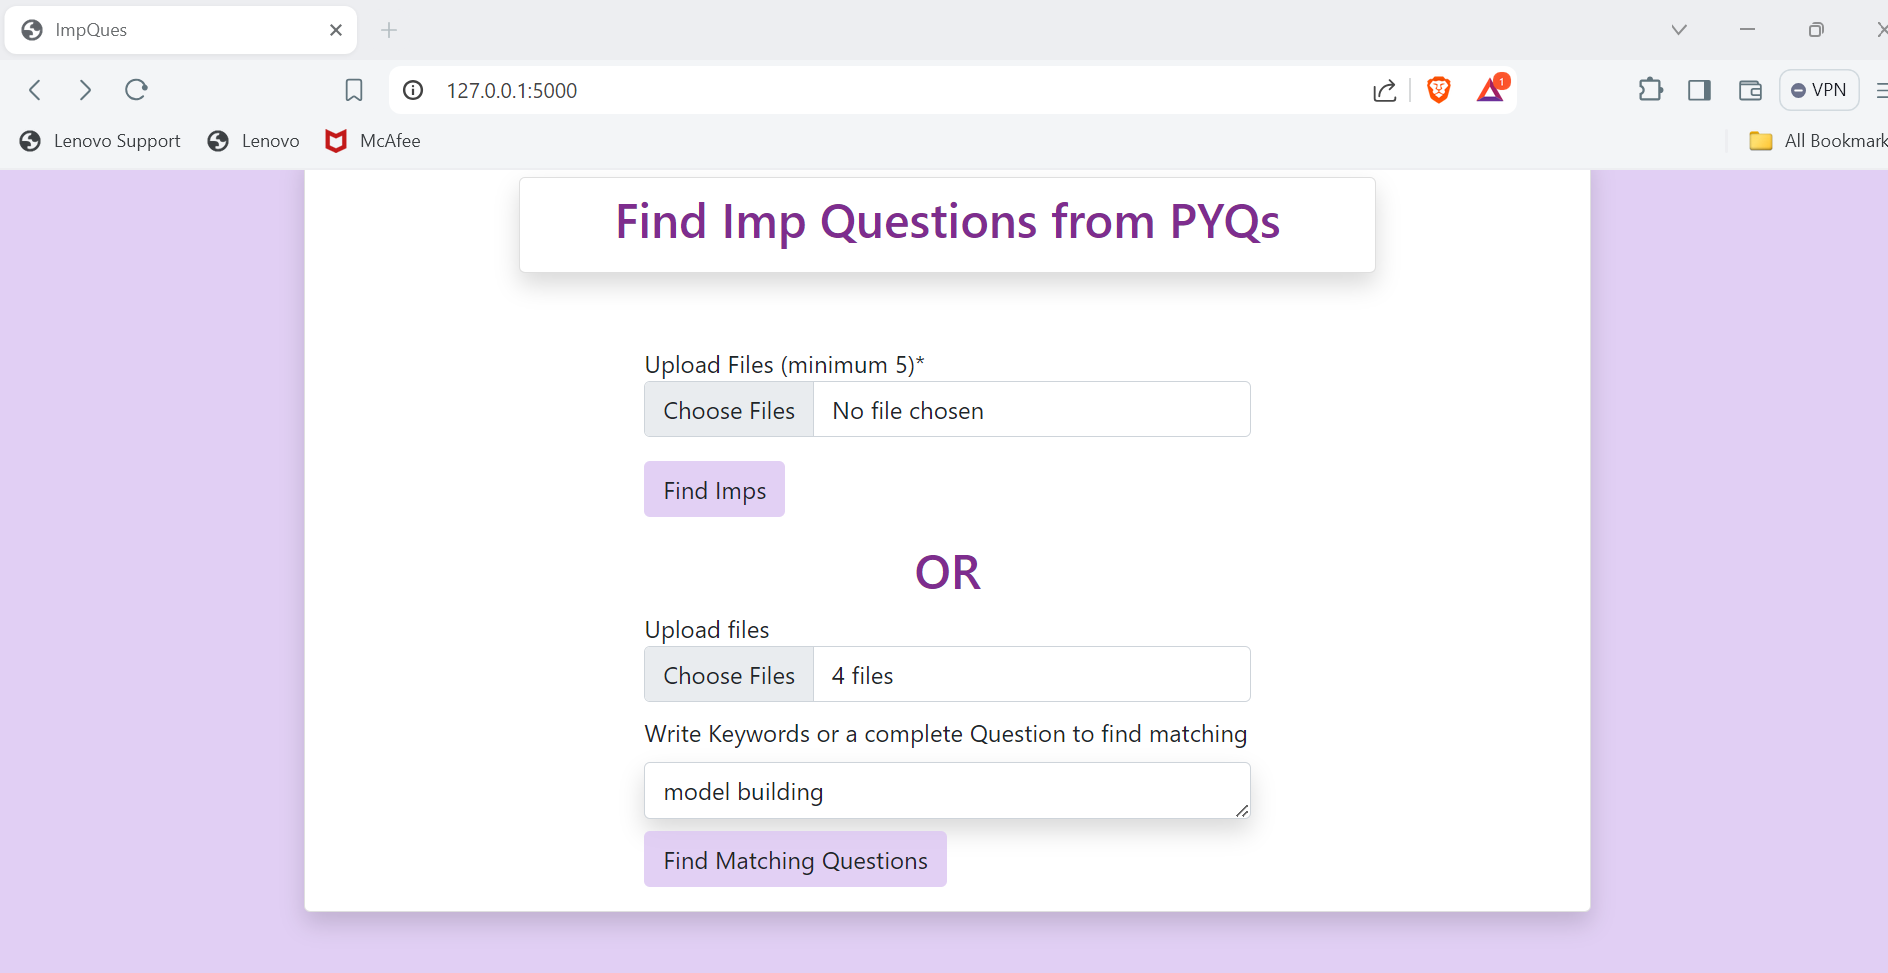 ImpQues
127.0.0.1:5000
1
VPN
Lenovo Support
Lenovo
McAfee
All Bookmark
Find Imp Questions from PYQs
Upload Files (minimum 5)*
Choose Files
No file chosen
Find Imps
OR
Upload files
Choose Files
4 files
Write Keywords or a complete Question to find matching
model building
Find Matching Questions